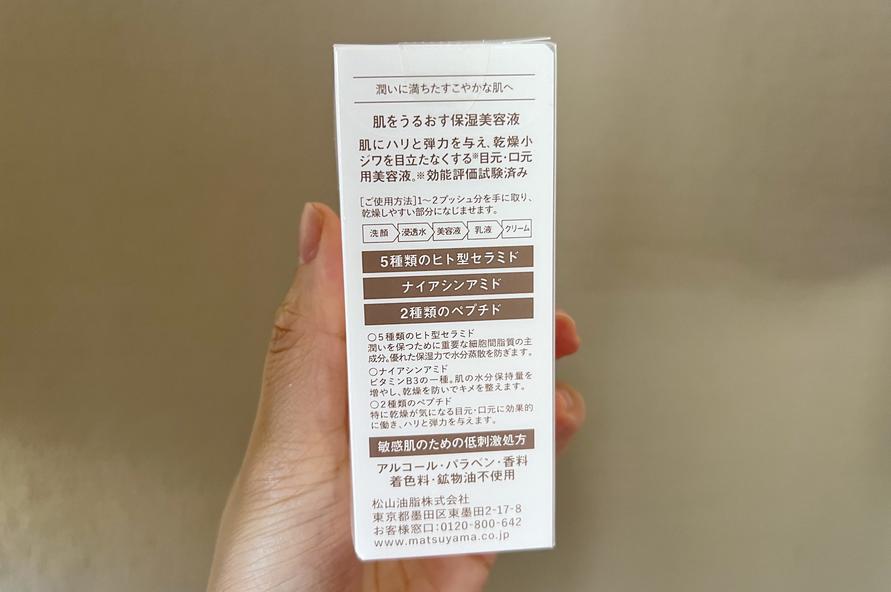 潤いに満ちたすこやかな肌へ
肌をうるおす保湿美容液
肌にハリと弾力を与え、乾燥小
ジワを目立たなくする※目元・口元
用美容液。※効能評価試験済み
[ご使用方法]1〜2プッシュ分を手に取り、
乾燥しやすい部分になじませます。
洗顔 浸透水 美容液 乳液 クリーム
5種類のヒト型セラミド
ナイアシンアミド
2種類のペプチド
○5種類のヒト型セラミド
潤いを保つために重要な細胞間脂質の主
成分。優れた保湿力で水分蒸散を防ぎます。
○ナイアシンアミド
ビタミンB3の一種。肌の水分保持量を
増やし、乾燥を防いでキメを整えます。
○2種類のペプチド
特に乾燥が気になる目元・口元に効果的
に働き、ハリと弾力を与えます。
敏感肌のための低刺激処方
アルコール・パラベン・香料
着色料・鉱物油不使用
松山油脂株式会社
東京都墨田区東墨田2-17-8
お客様窓口:0120-800-642
www.matsuyama.co.jp